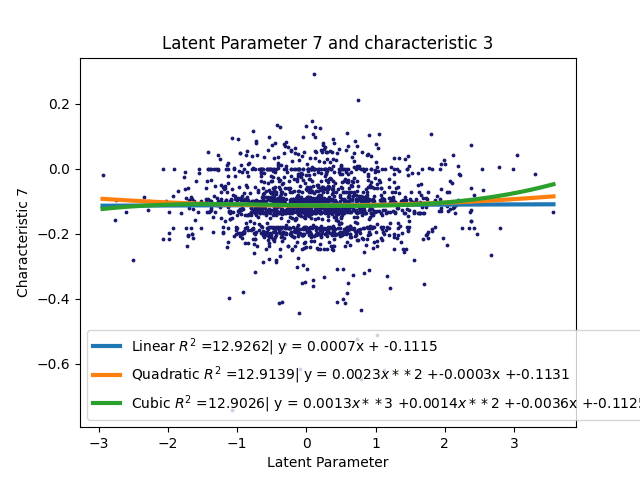 Latent Parameter 7 and characteristic 3
Characteristic 7
0.2
0.0
−0.2
−0.4
−0.6
Linear R² =12.9262| y = 0.0007x + -0.1115
Quadratic R² =12.9139| y = 0.0023x * *2 +-0.0003x +-0.1131
Cubic R² =12.9026| y = 0.0013x * *3 +0.0014x * *2 +-0.0036x +-0.112
−3 −2 −1 0 1 2 3
Latent Parameter